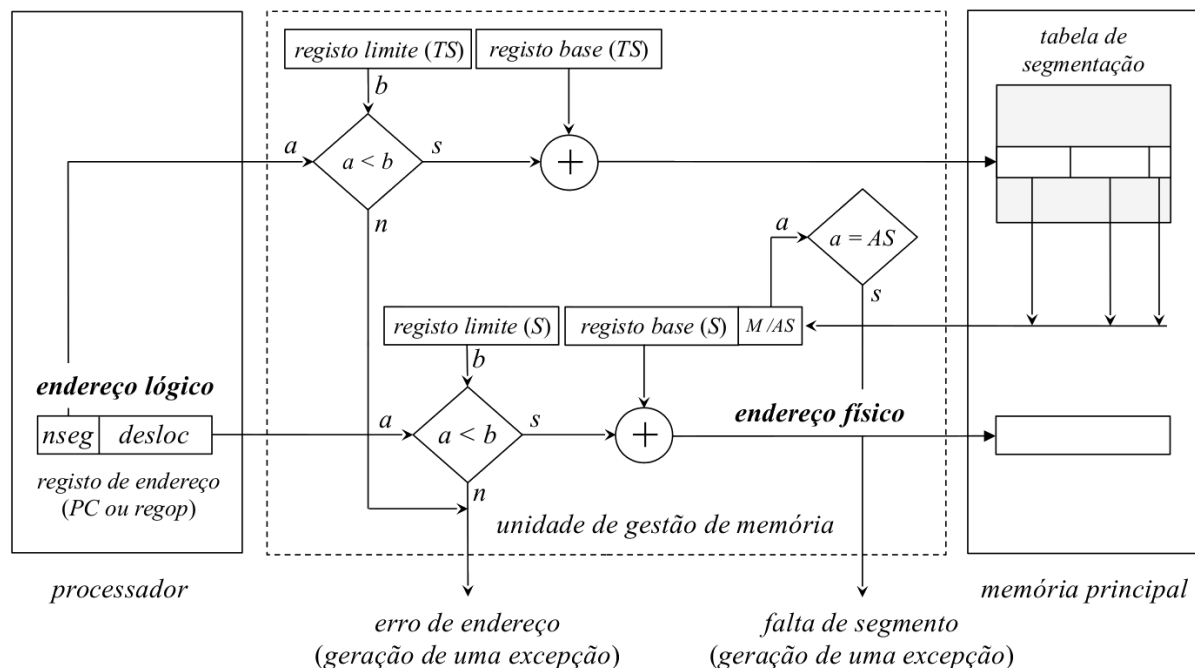 registo limite (TS)
registo base (TS)
tabela de
segmentação
b
a
a < b
s
+
n
a
a = AS
s
registo limite (S)
registo base (S)
M /AS
b
endereço lógico
nseg
desloc
a
a < b
s
+
endereço físico
n
registo de endereço
(PC ou regop)
unidade de gestão de memória
processador
memória principal
erro de endereço
(geração de uma excepção)
falta de segmento
(geração de uma excepção)